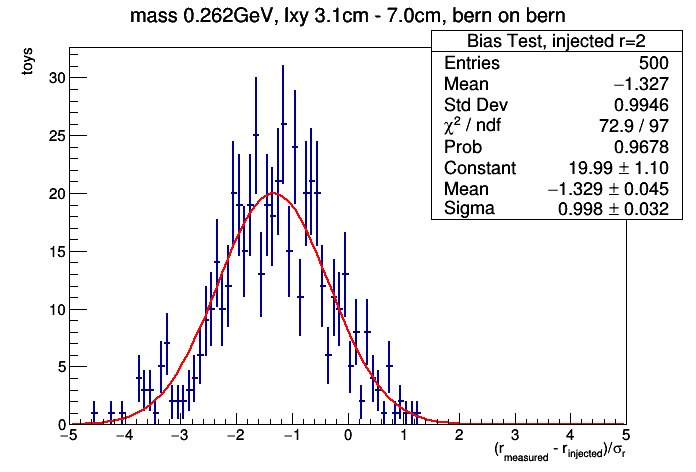 mass 0.262GeV, lxy 3.1cm - 7.0cm, bern on bern
toys
Bias Test, injected r=2
Entries 500
Mean −1.327
Std Dev 0.9946
χ² / ndf 72.9 / 97
Prob 0.9678
Constant 19.99 ± 1.10
Mean −1.329 ± 0.045
Sigma 0.998 ± 0.032
30
25
20
15
10
5
0
−5 −4 −3 −2 −1 0 1 2 3 4 5
(r_measured - r_injected)/σ_r